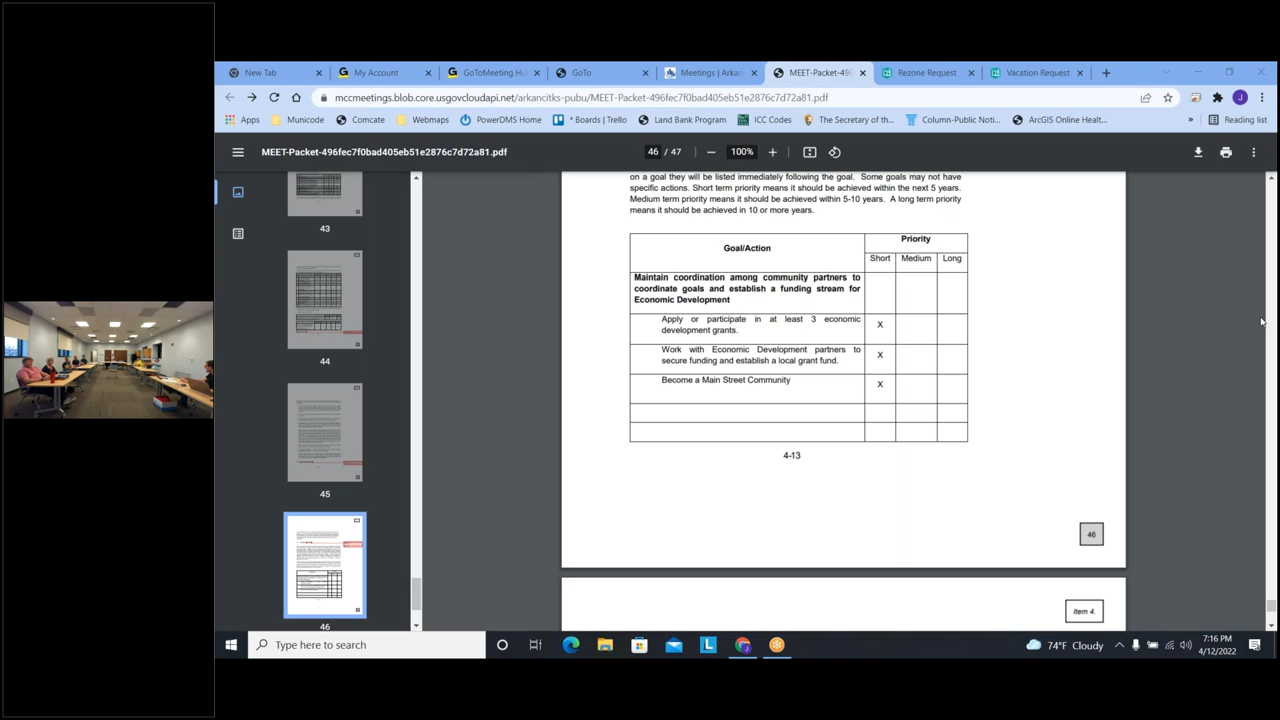 New Tab
My Account
GoToMeeting Hu
GoTo
Meetings | Arkan
MEET-Packet-496
Rezone Request
Vacation Request
mccmeetings.blob.core.usgovcloudapi.net/arkancitks-pubu/MEET-Packet-496fec7f0bad405eb51e2876c7d72a81.pdf
Apps
Municode
Comcate
Webmaps
PowerDMS Home
* Boards | Trello
Land Bank Program
ICC Codes
The Secretary of th...
Column-Public Noti...
ArcGIS Online Healt...
»
Reading list
MEET-Packet-496fec7f0bad405eb51e2876c7d72a81.pdf
46 / 47
100%
43
44
45
46
on a goal they will be listed immediately following the goal. Some goals may not have
specific actions. Short term priority means it should be achieved within the next 5 years.
Medium term priority means it should be achieved within 5-10 years. A long term priority
means it should be achieved in 10 or more years.
Goal/Action
Priority
Short
Medium
Long
Maintain coordination among community partners to
coordinate goals and establish a funding stream for
Economic Development
Apply or participate in at least 3 economic
development grants.
X
Work with Economic Development partners to
secure funding and establish a local grant fund.
X
Become a Main Street Community
X
4-13
46
Item 4.
Type here to search
74°F Cloudy
7:16 PM
4/12/2022